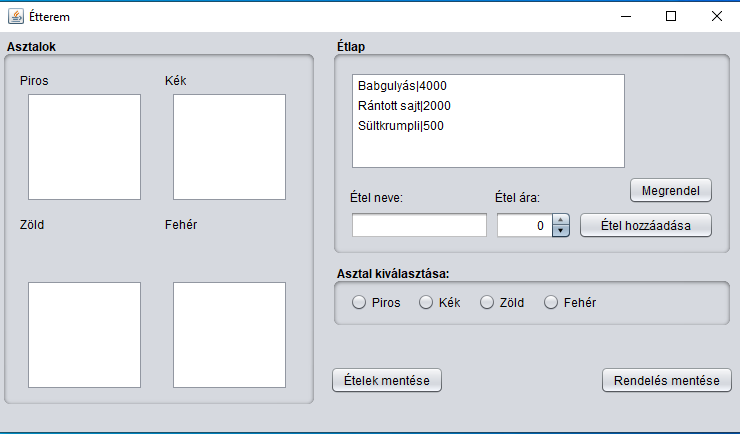 Étterem
Asztalok
Piros
Kék
Zöld
Fehér
Étlap
Babgulyás|4000
Rántott sajt|2000
Sültkrumpli|500
Megrendel
Étel neve:
Étel ára:
0
Étel hozzáadása
Asztal kiválasztása:
Piros
Kék
Zöld
Fehér
Ételek mentése
Rendelés mentése